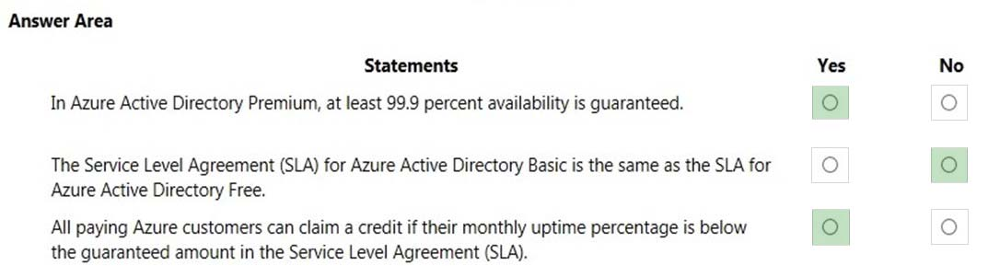 Answer Area
Statements Yes No
In Azure Active Directory Premium, at least 99.9 percent availability is guaranteed.
The Service Level Agreement (SLA) for Azure Active Directory Basic is the same as the SLA for
Azure Active Directory Free.
All paying Azure customers can claim a credit if their monthly uptime percentage is below
the guaranteed amount in the Service Level Agreement (SLA).